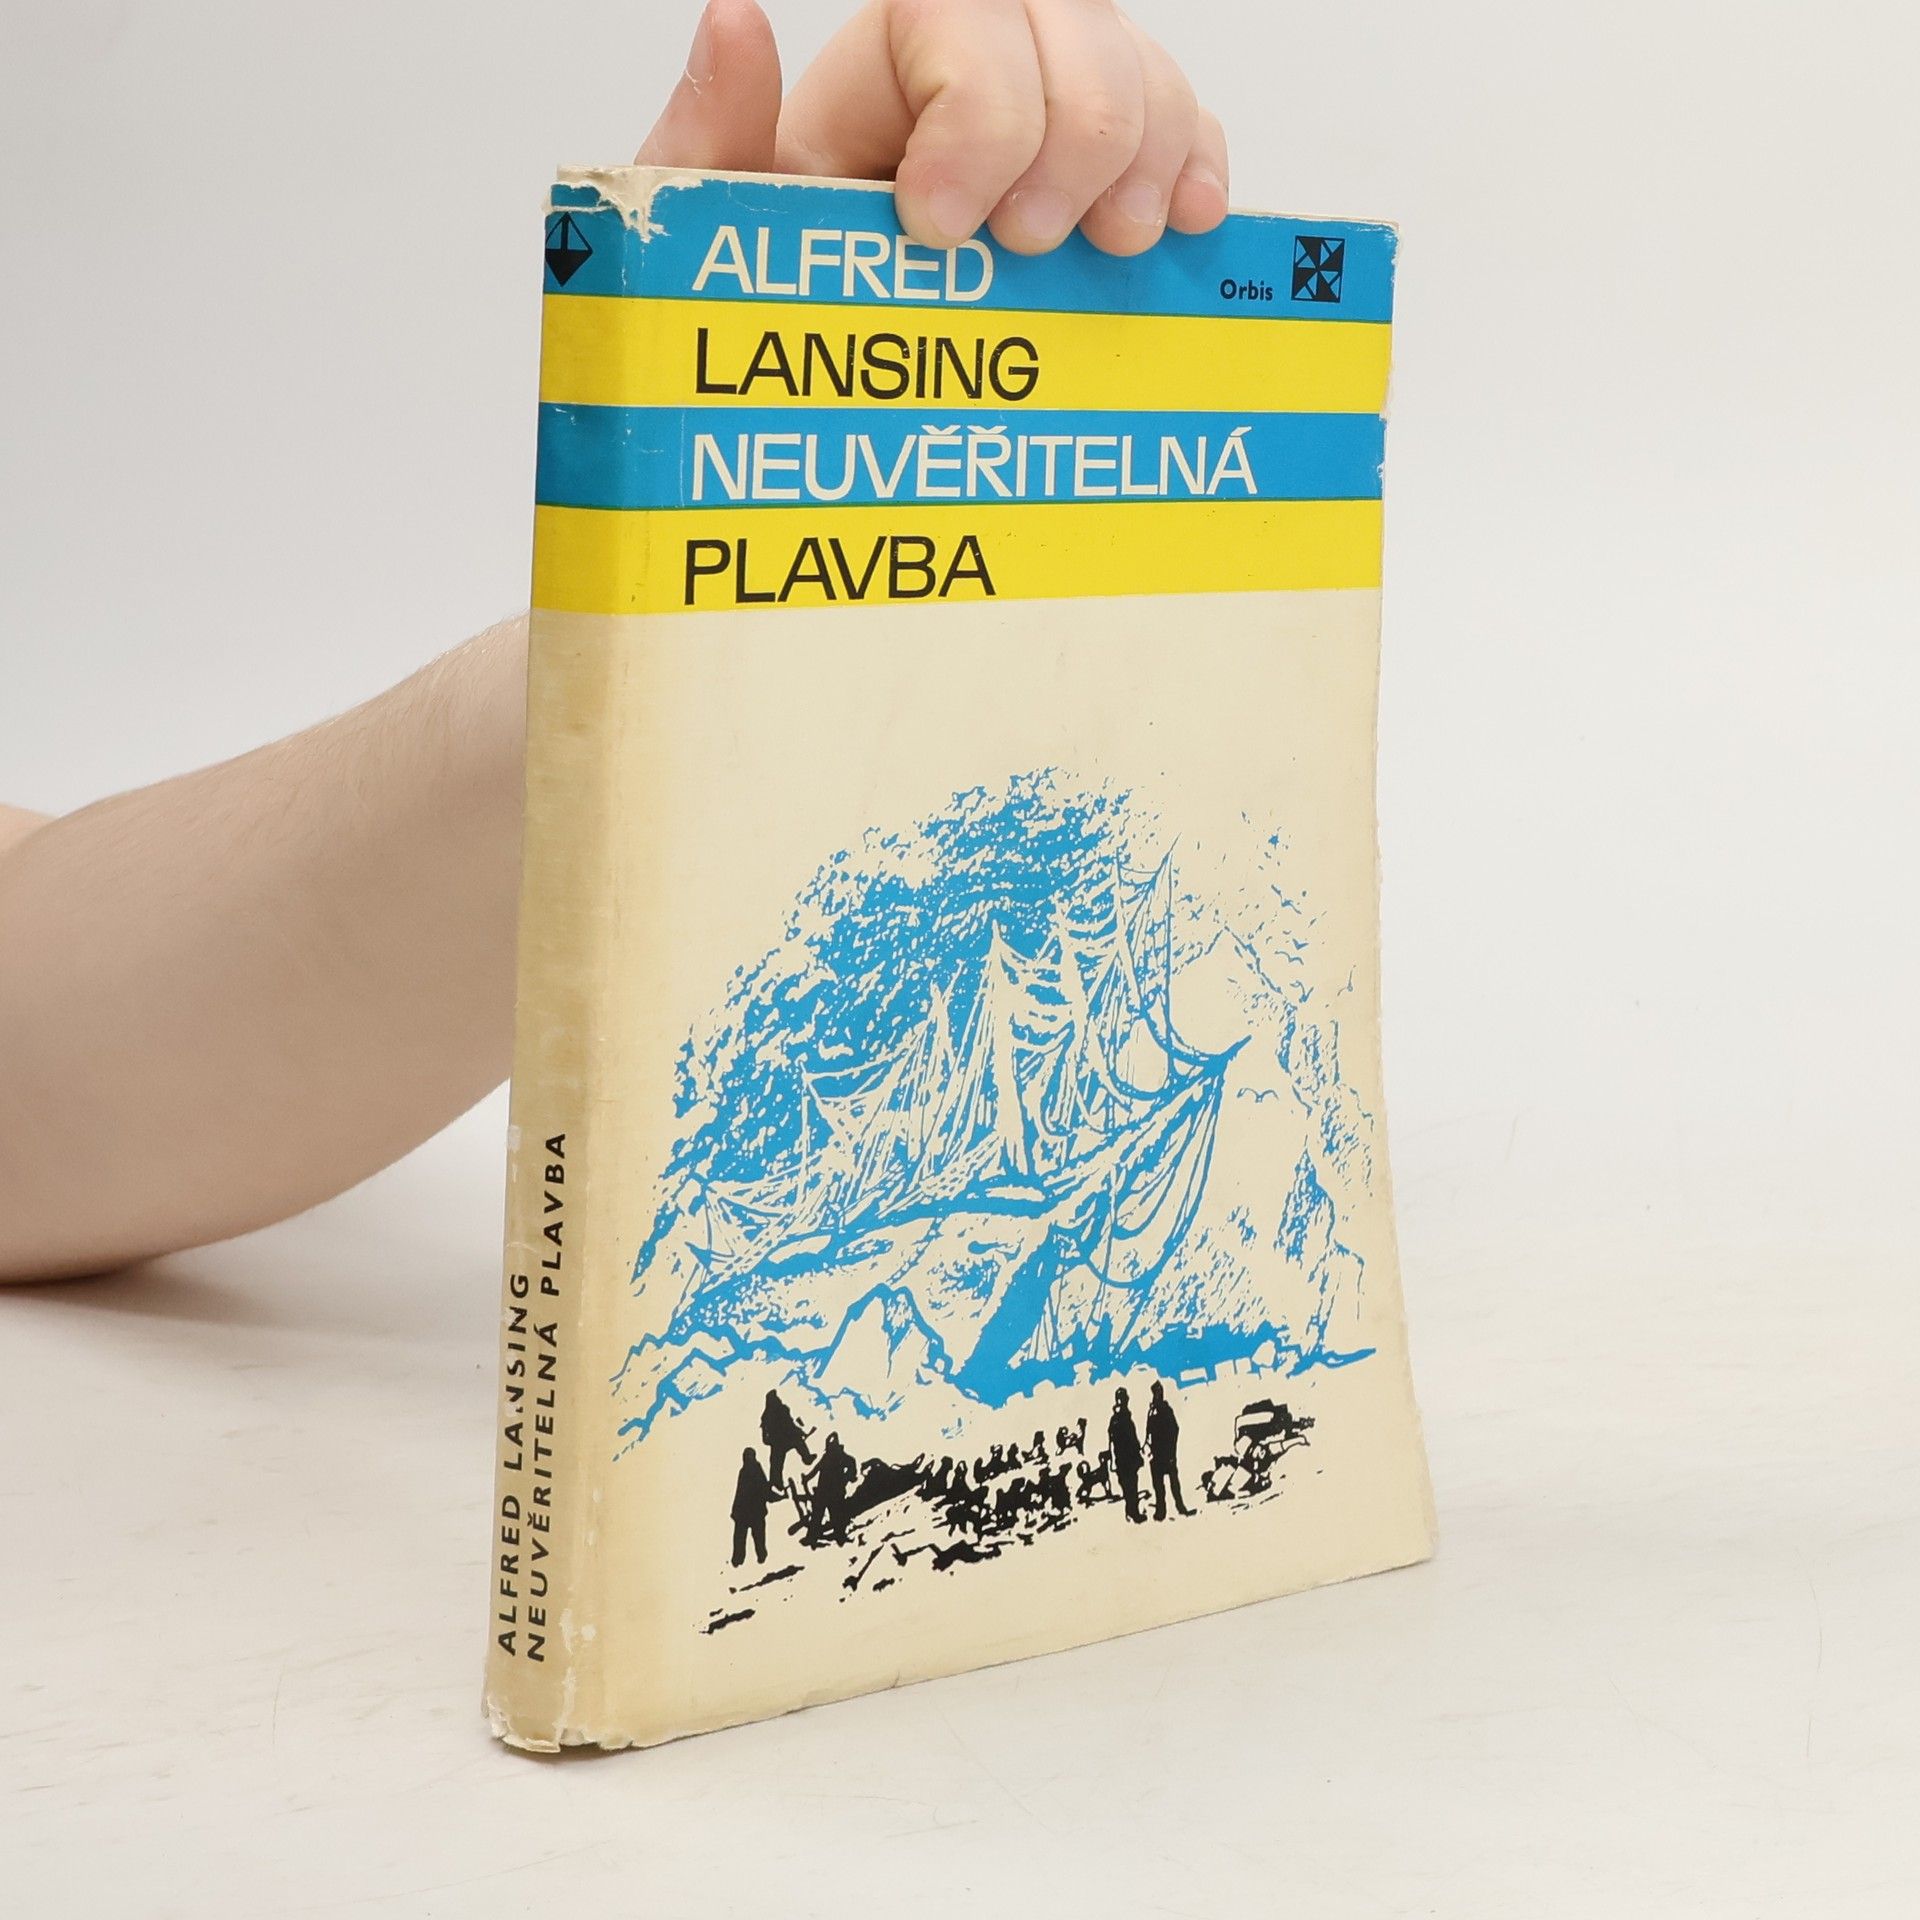 ALFRED
Orbis
LANSING
NEUVĚŘITELNÁ
PLAVBA
ALFRED LANSING
NEUVĚŘITELNÁ PLAVBA